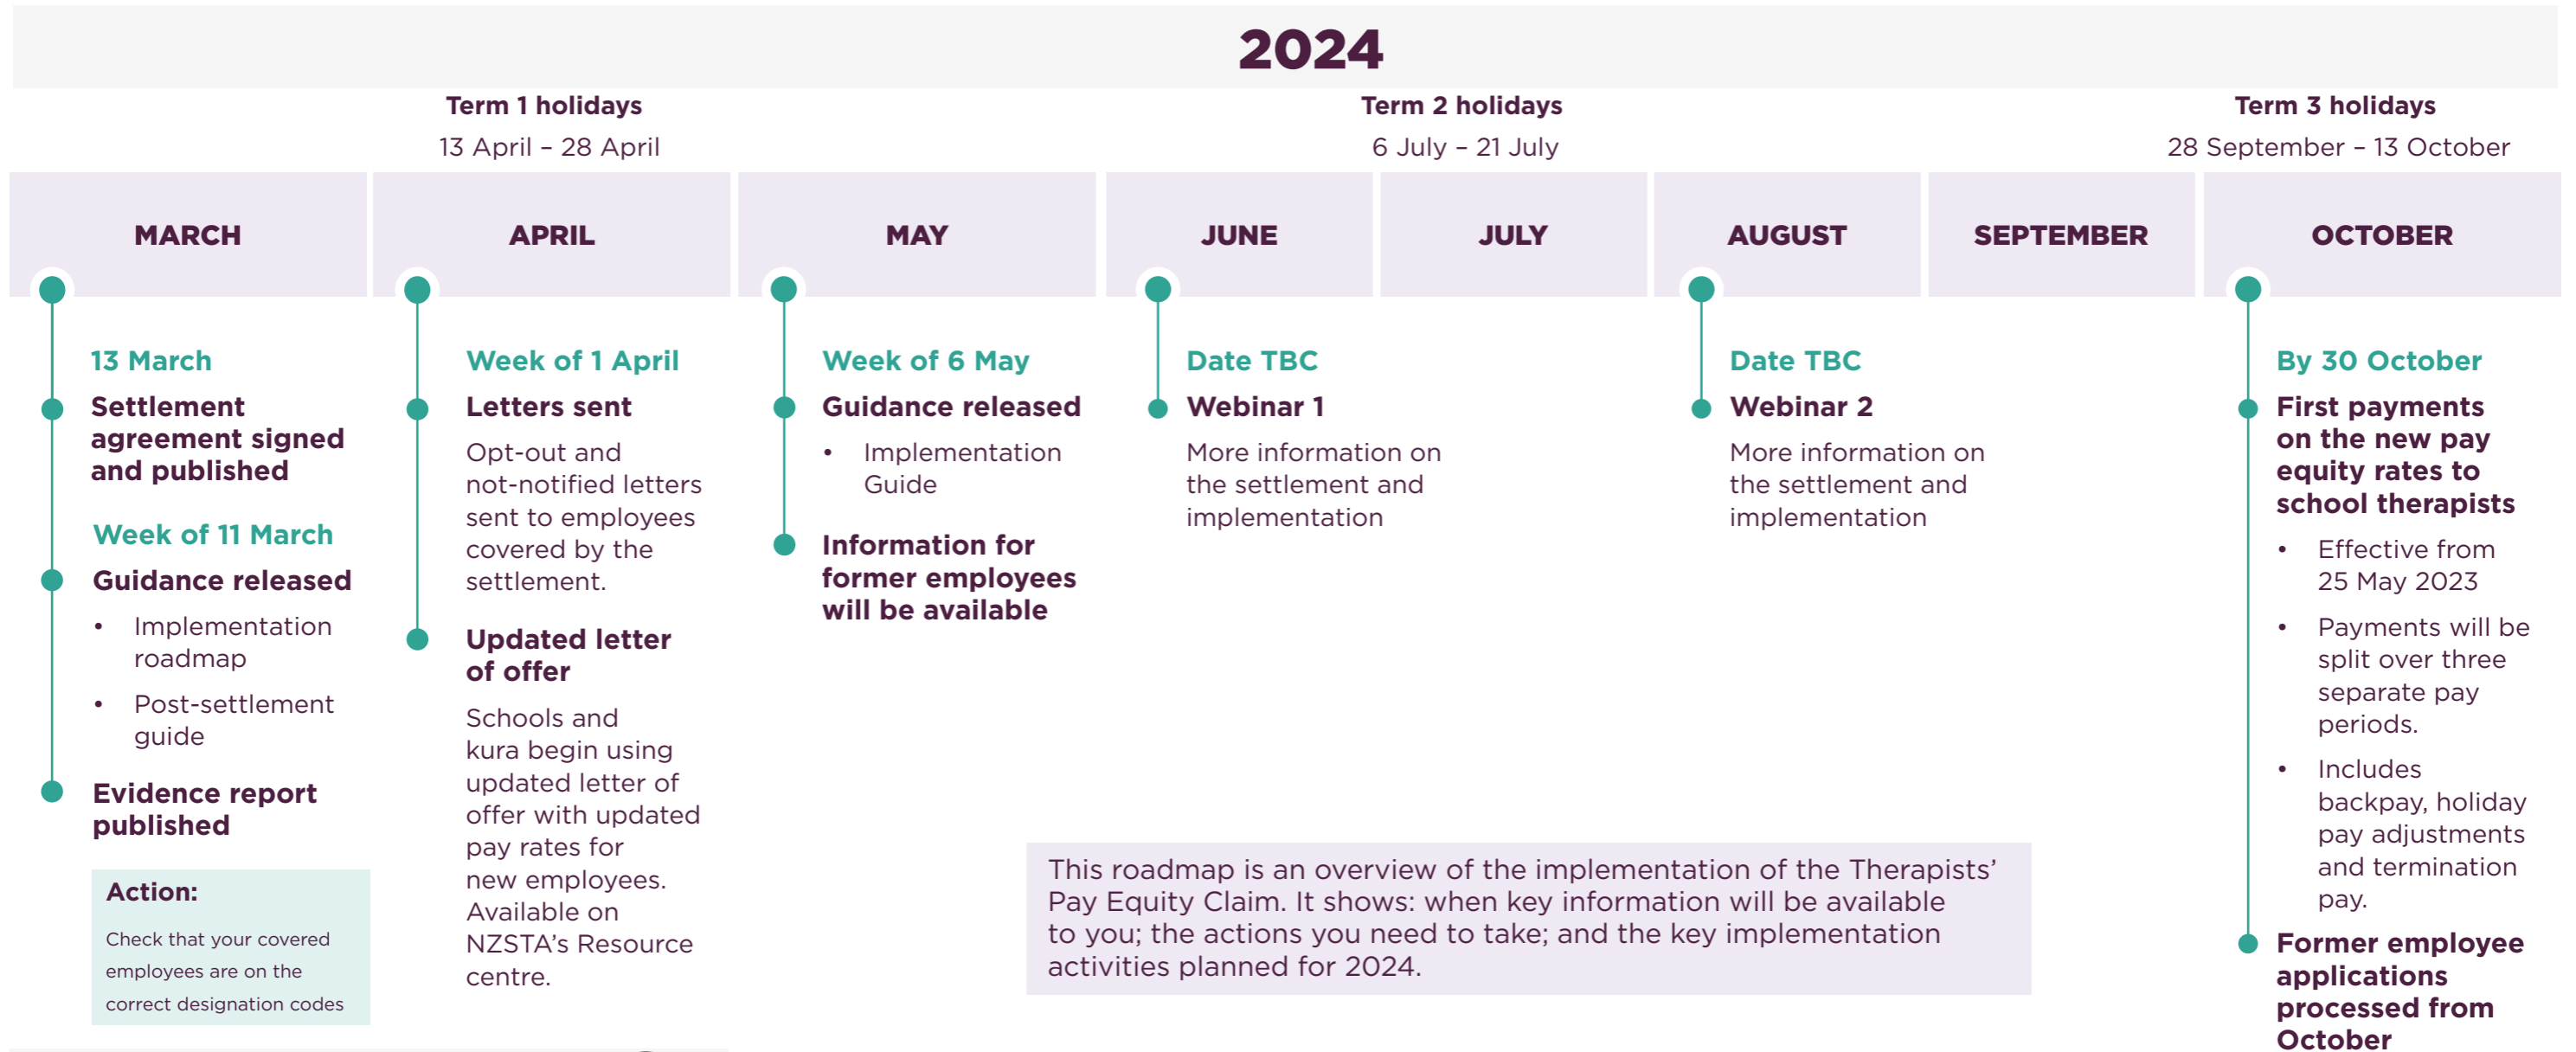 2024
Term 1 holidays
13 April – 28 April
Term 2 holidays
6 July – 21 July
Term 3 holidays
28 September – 13 October
MARCH
APRIL
MAY
JUNE
JULY
AUGUST
SEPTEMBER
OCTOBER
13 March
Settlement
agreement signed
and published
Week of 11 March
Guidance released
• Implementation
roadmap
• Post-settlement
guide
Evidence report
published
Action:
Check that your covered
employees are on the
correct designation codes
Week of 1 April
Letters sent
Opt-out and
not-notified letters
sent to employees
covered by the
settlement.
Updated letter
of offer
Schools and
kura begin using
updated letter of
offer with updated
pay rates for
new employees.
Available on
NZSTA’s Resource
centre.
Week of 6 May
Guidance released
• Implementation
Guide
Information for
former employees
will be available
Date TBC
Webinar 1
More information on
the settlement and
implementation
Date TBC
Webinar 2
More information on
the settlement and
implementation
This roadmap is an overview of the implementation of the Therapists’
Pay Equity Claim. It shows: when key information will be available
to you; the actions you need to take; and the key implementation
activities planned for 2024.
By 30 October
First payments
on the new pay
equity rates to
school therapists
• Effective from
25 May 2023
• Payments will be
split over three
separate pay
periods.
• Includes
backpay, holiday
pay adjustments
and termination
pay.
Former employee
applications
processed from
October